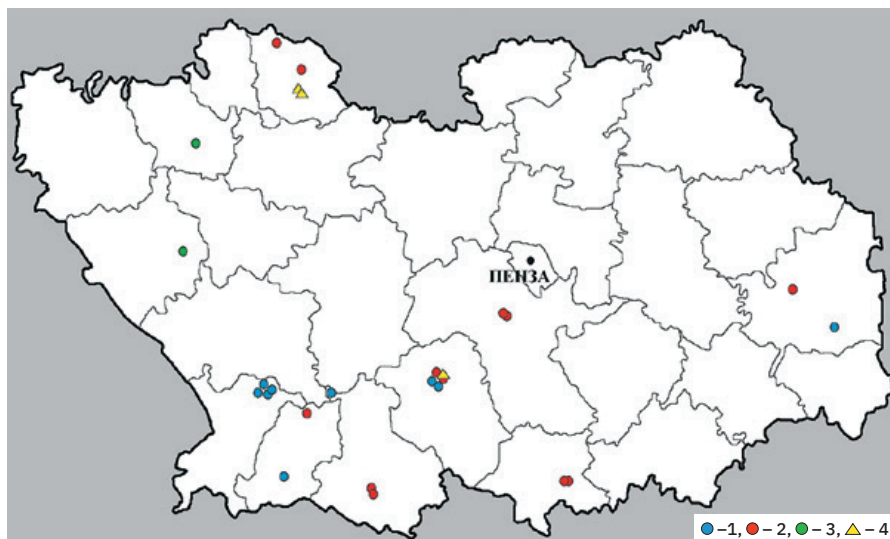 ПЕНЗА
–1, – 2, – 3, – 4